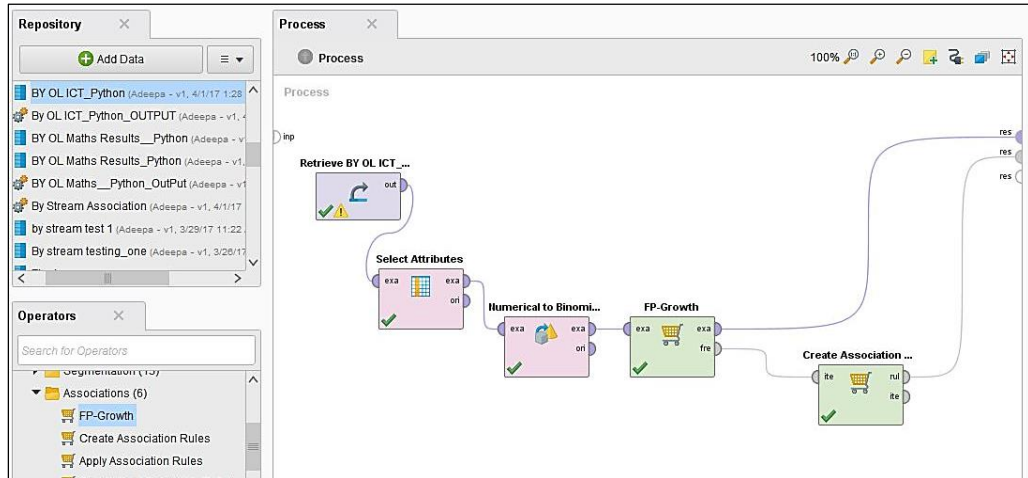 Repository
Add Data
BY OL ICT_Python (Adeepa - v1, 4/1/17 1:28
By OL ICT_Python_OUTPUT (Adeepa - v1, 4
BY OL Maths Results__Python (Adeepa - v
BY OL Maths Results_Python (Adeepa - v1,
BY OL Maths__Python_OutPut (Adeepa - v1
By Stream Association (Adeepa - v1, 4/1/17
by stream test 1 (Adeepa - v1, 3/29/17 11:22
By stream testing_one (Adeepa - v1, 3/26/17
Operators
Search for Operators
Segmentation (13)
Associations (6)
FP-Growth
Create Association Rules
Apply Association Rules
Process
Process
100%
Process
inp
res
res
res
Retrieve BY OL ICT_...
out
Select Attributes
exa exa
ori
Numerical to Binomi...
exa exa
ori
FP-Growth
exa exa
fre
Create Association ...
ite rul
ite